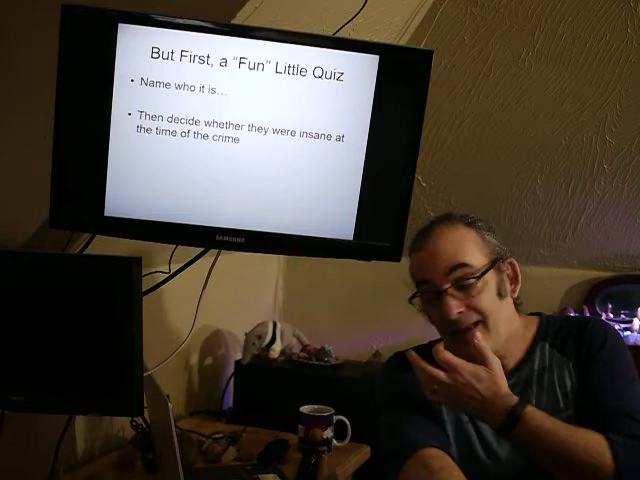 But First, a “Fun” Little Quiz
• Name who it is…
• Then decide whether they were insane at
the time of the crime
SAMSUNG